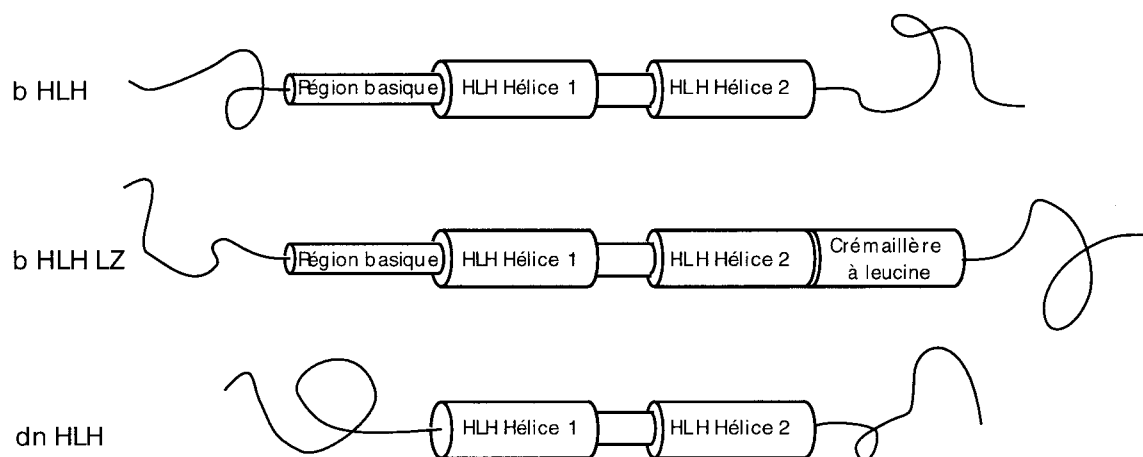 b HLH Région basique HLH Hélice 1 HLH Hélice 2
b HLH LZ Région basique HLH Hélice 1 HLH Hélice 2 Crémaillère
à leucine
dn HLH HLH Hélice 1 HLH Hélice 2